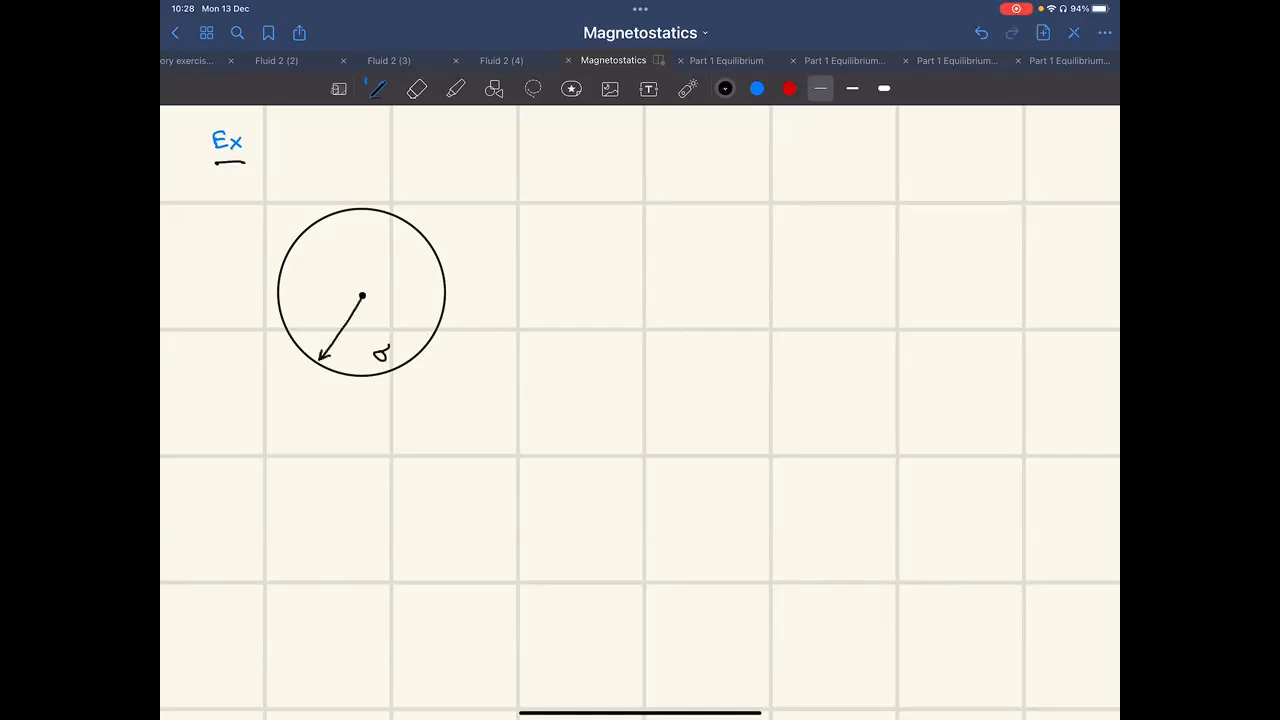 10:28 Mon 13 Dec
94%
Magnetostatics
ory exercis...
Fluid 2 (2)
Fluid 2 (3)
Fluid 2 (4)
Magnetostatics
Part 1 Equilibrium
Part 1 Equilibrium...
Part 1 Equilibrium...
Part 1 Equilibrium...
T
Ex
σ